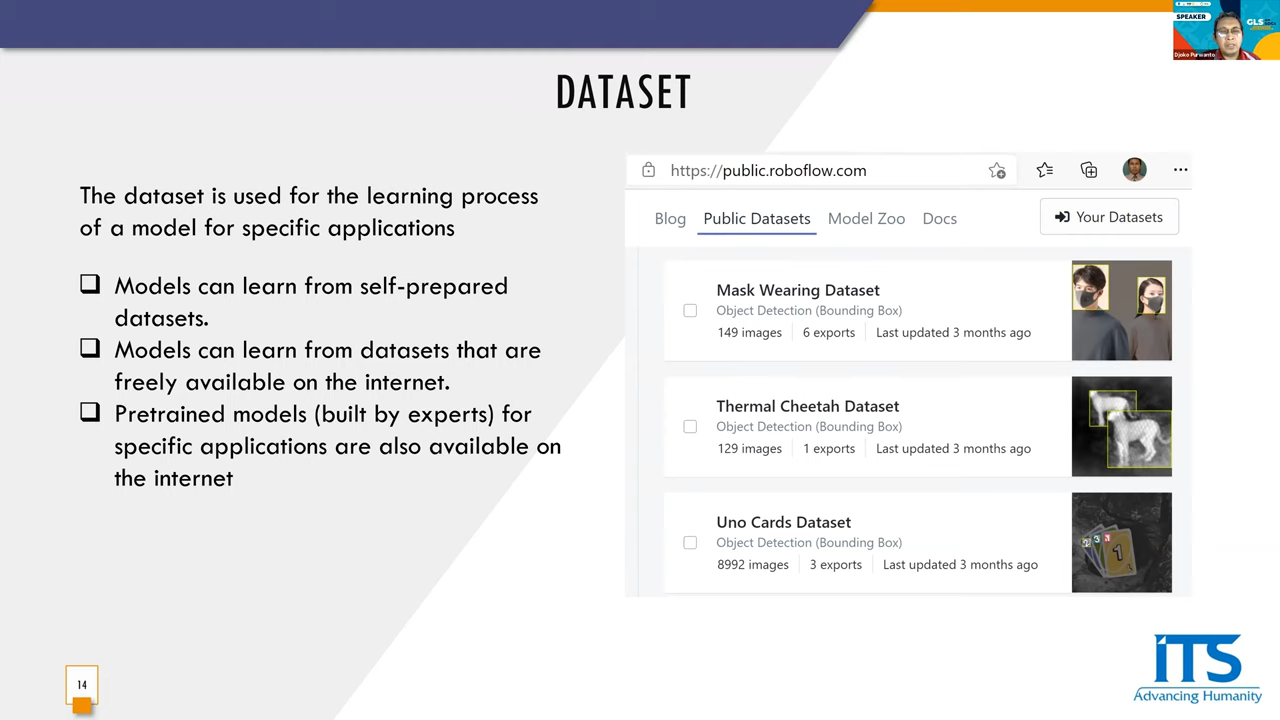 SPEAKER
GLS
Djoko Purwanto
DATASET
The dataset is used for the learning process
of a model for specific applications
Models can learn from self-prepared
datasets.
Models can learn from datasets that are
freely available on the internet.
Pretrained models (built by experts) for
specific applications are also available on
the internet
https://public.roboflow.com
Blog Public Datasets Model Zoo Docs Your Datasets
Mask Wearing Dataset
Object Detection (Bounding Box)
149 images 6 exports Last updated 3 months ago
Thermal Cheetah Dataset
Object Detection (Bounding Box)
129 images 1 exports Last updated 3 months ago
Uno Cards Dataset
Object Detection (Bounding Box)
8992 images 3 exports Last updated 3 months ago
1
14
ITS
Advancing Humanity